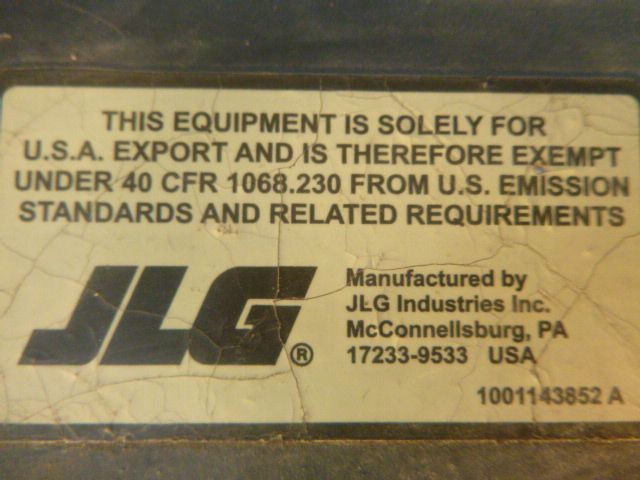 THIS EQUIPMENT IS SOLELY FOR
U.S.A. EXPORT AND IS THEREFORE EXEMPT
UNDER 40 CFR 1068.230 FROM U.S. EMISSION
STANDARDS AND RELATED REQUIREMENTS
JLG®
Manufactured by
JLG Industries Inc.
McConnellsburg, PA
17233-9533 USA
1001143852 A